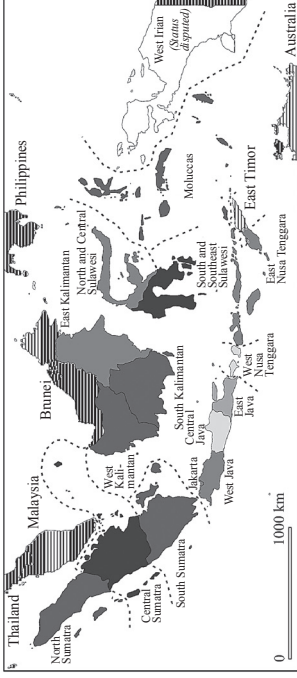 Thailand
Malaysia
Brunei
Philippines
North
Sumatra
Central
Sumatra
South Sumatra
West
Kali-
mantan
East Kalimantan
South Kalimantan
North and Central
Sulawesi
South and
Southeast
Sulawesi
Moluccas
West Irian
(Status
disputed)
Jakarta
West Java
Central
Java
East
Java
West
Nusa
Tenggara
East
Nusa Tenggara
East Timor
Australia
0
1000 km